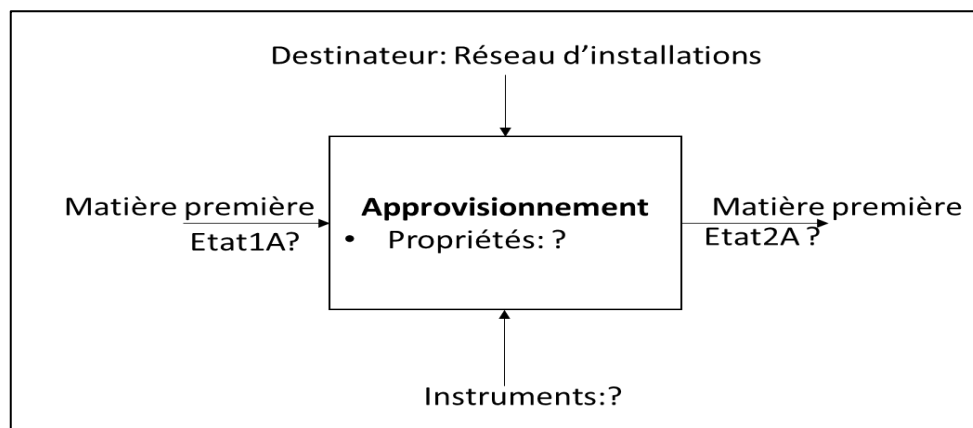 Destinateur: Réseau d’installations
Matière première
Etat1A?
Approvisionnement
• Propriétés: ?
Matière première
Etat2A ?
Instruments:?